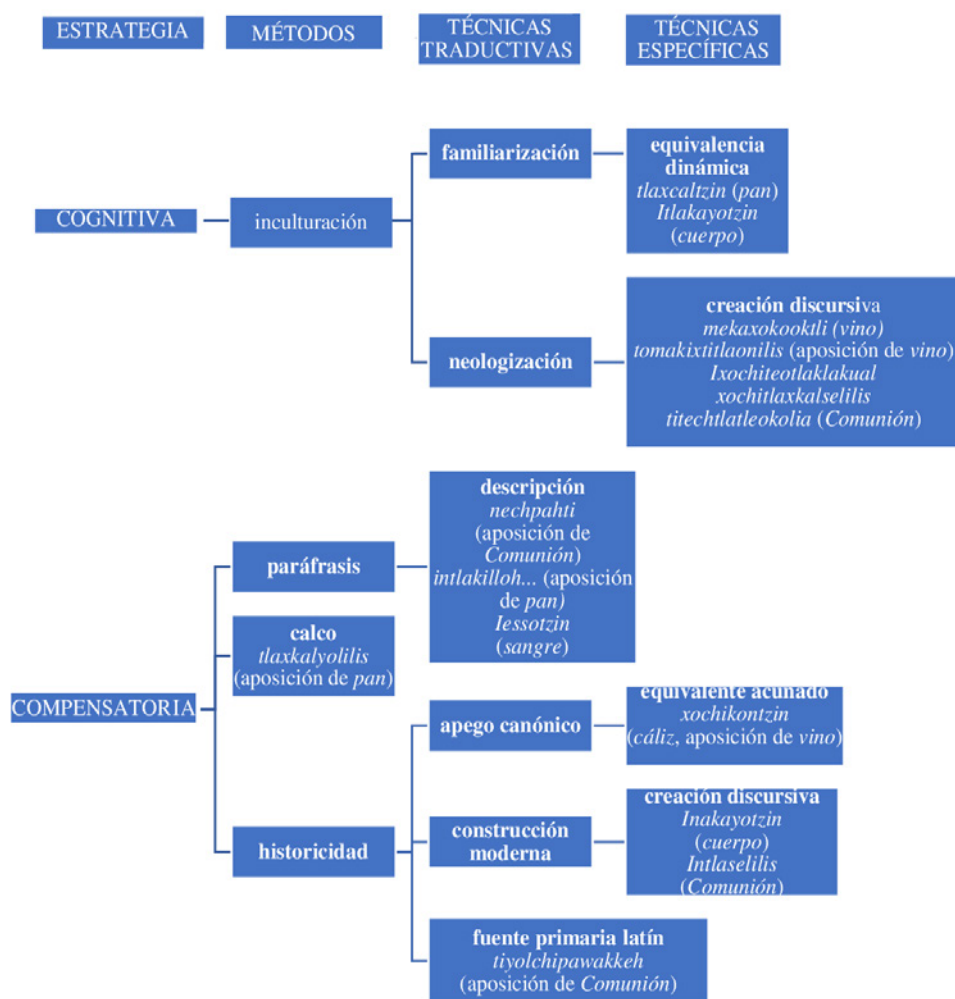 ESTRATEGIA
MÉTODOS
TÉCNICAS
TRADUCTIVAS
TÉCNICAS
ESPECÍFICAS
COGNITIVA
inculturación
familiarización
equivalencia
dinámica
tlaxcaltzin (pan)
Itlakayotzin
(cuerpo)
neologización
creación discursiva
mekaxokooktli (vino)
tomakixtitlaonilis (aposición de vino)
Ixochiteotlaklakual
xochitlaxkalselilis
titechtlatleokolia (Comunión)
COMPENSATORIA
paráfrasis
descripción
nechpahti
(aposición de
Comunión)
intlakilloh... (aposición
de pan)
Iessotzin
(sangre)
calco
tlaxkalyolilis
(aposición de pan)
historicidad
apego canónico
equivalente acunado
xochikontzin
(cáliz, aposición de vino)
construcción
moderna
creación discursiva
Inakayotzin
(cuerpo)
Intlaselilis
(Comunión)
fuente primaria latín
tiyolchipawakkeh
(aposición de Comunión)